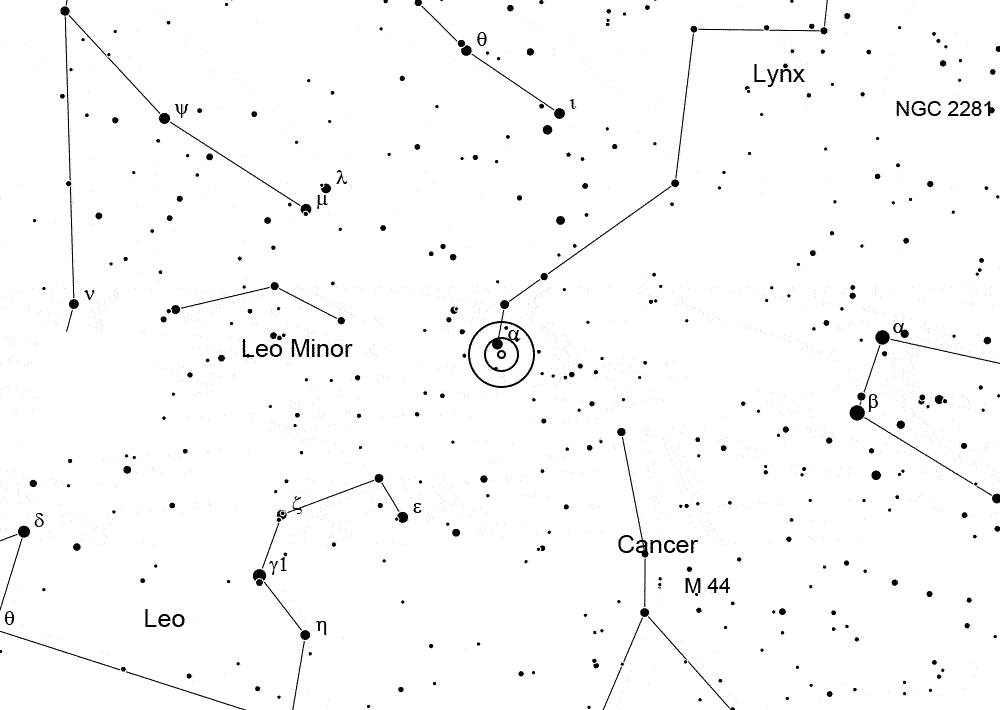 θ
Lynx
ι
ψ
NGC 2281
λ
μ
ν
α
α
Leo Minor
β
ζ
ε
δ
Cancer
γ1
M 44
θ
Leo
η